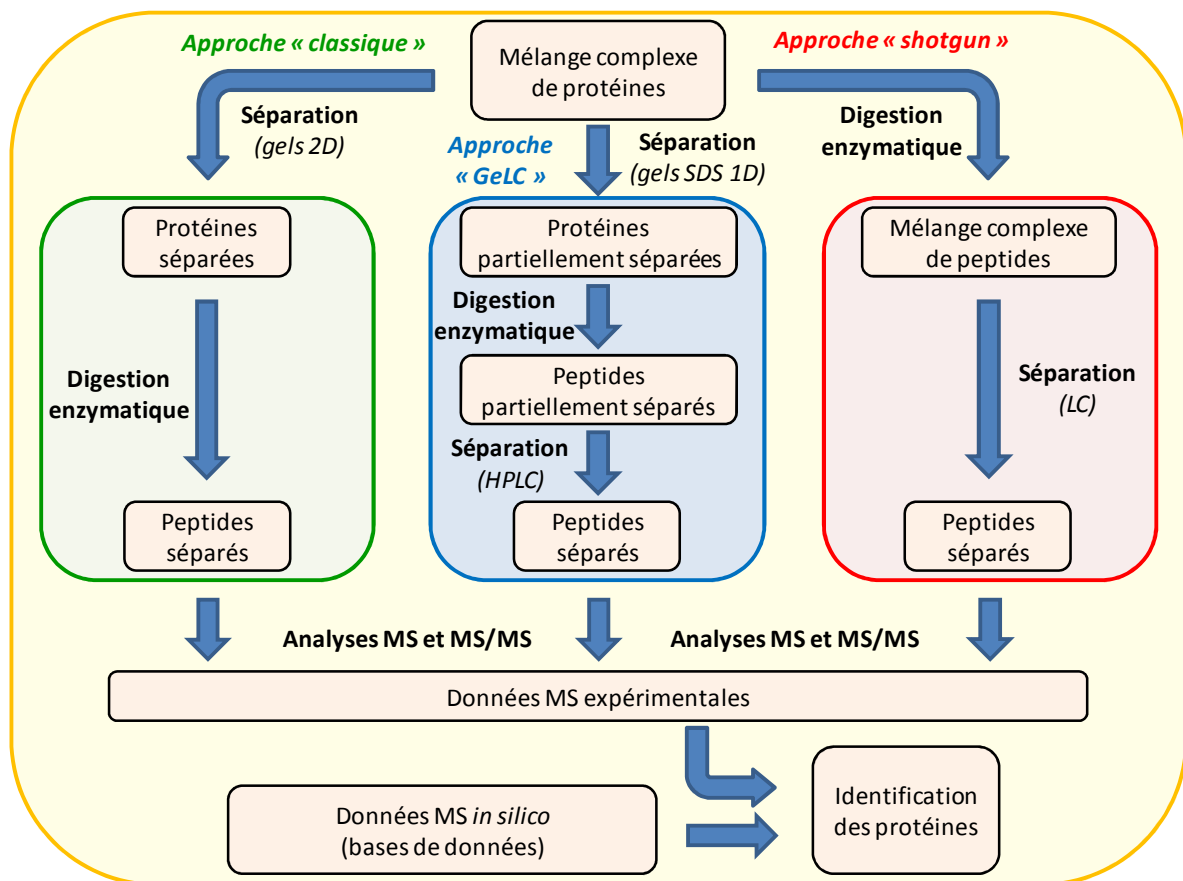 Approche « classique »
Mélange complexe
de protéines
Approche « shotgun »
Séparation
(gels 2D)
Approche
« GeLC »
Séparation
(gels SDS 1D)
Digestion
enzymatique
Protéines
séparées
Digestion
enzymatique
Peptides
séparés
Protéines
partiellement séparées
Digestion
enzymatique
Peptides
partiellement séparés
Séparation
(HPLC)
Peptides
séparés
Mélange complexe
de peptides
Séparation
(LC)
Peptides
séparés
Analyses MS et MS/MS
Analyses MS et MS/MS
Données MS expérimentales
Données MS in silico
(bases de données)
Identification
des protéines